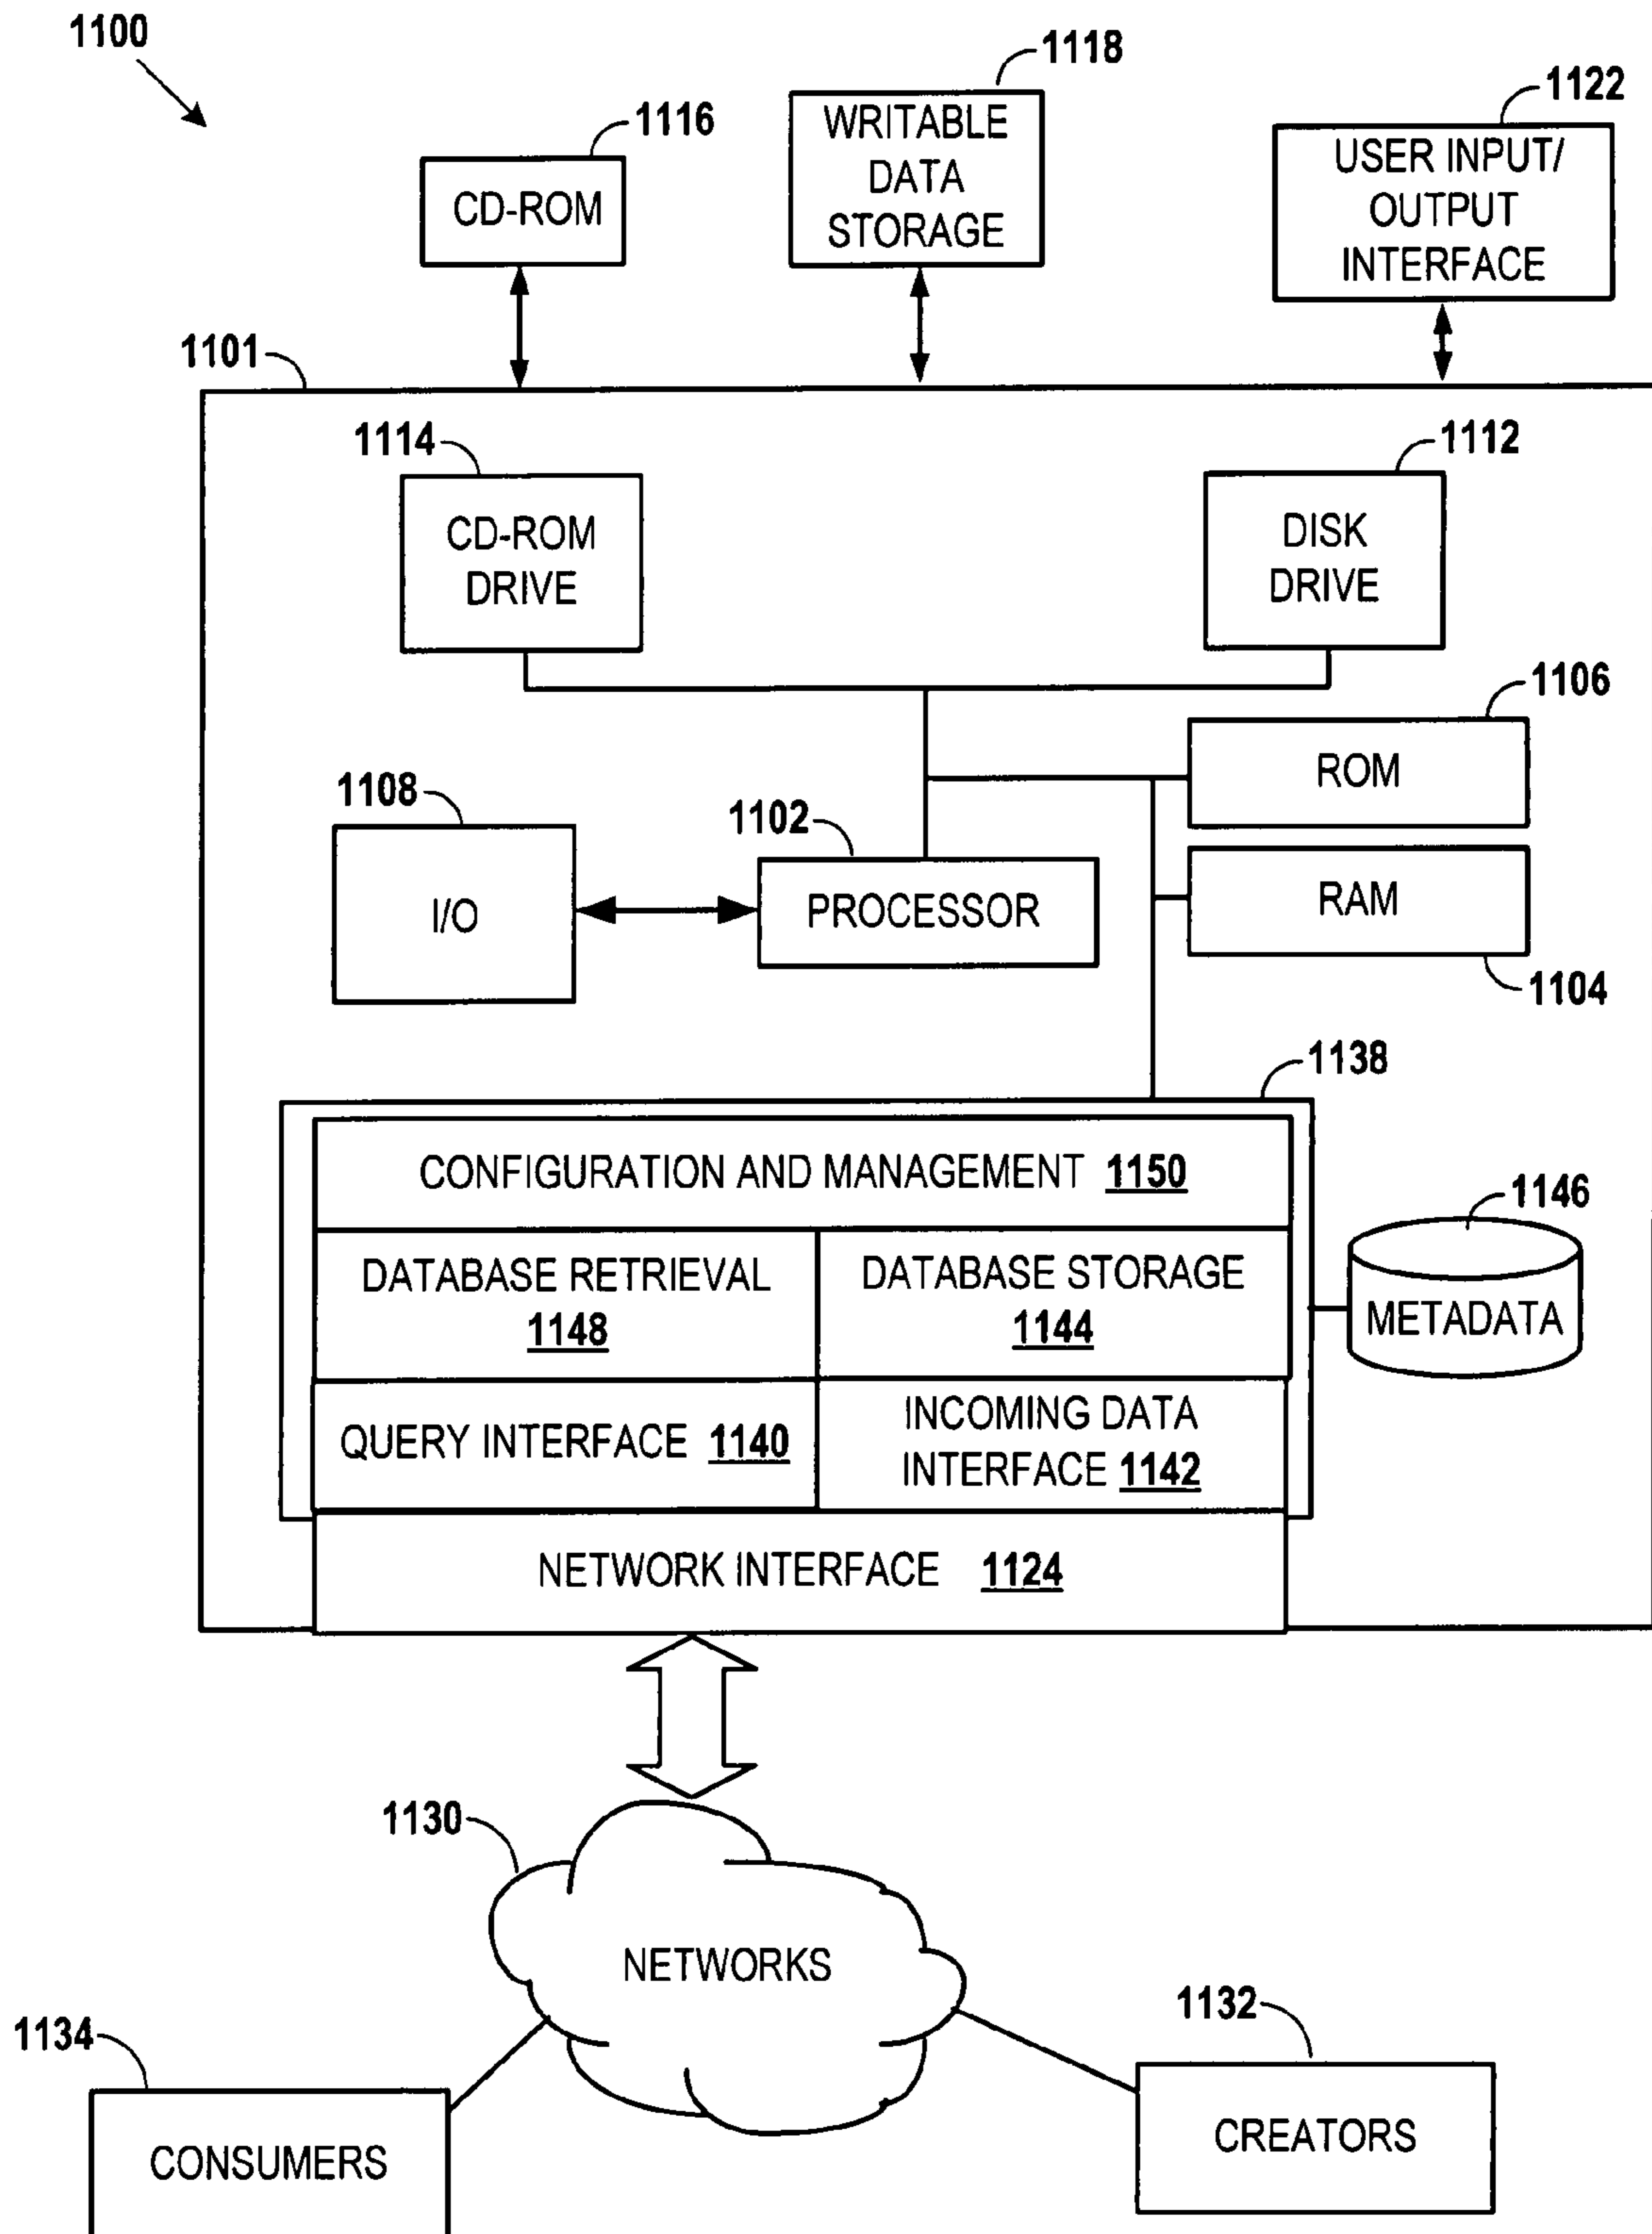 1100
1116
CD-ROM
1118
WRITABLE
DATA
STORAGE
1122
USER INPUT/
OUTPUT
INTERFACE
1101
1114
CD-ROM
DRIVE
1112
DISK
DRIVE
1106
ROM
1108
I/O
1102
PROCESSOR
RAM
1104
1138
CONFIGURATION AND MANAGEMENT 1150
DATABASE RETRIEVAL
1148
DATABASE STORAGE
1144
1146
METADATA
QUERY INTERFACE 1140
INCOMING DATA
INTERFACE 1142
NETWORK INTERFACE 1124
1130
NETWORKS
1134
CONSUMERS
1132
CREATORS